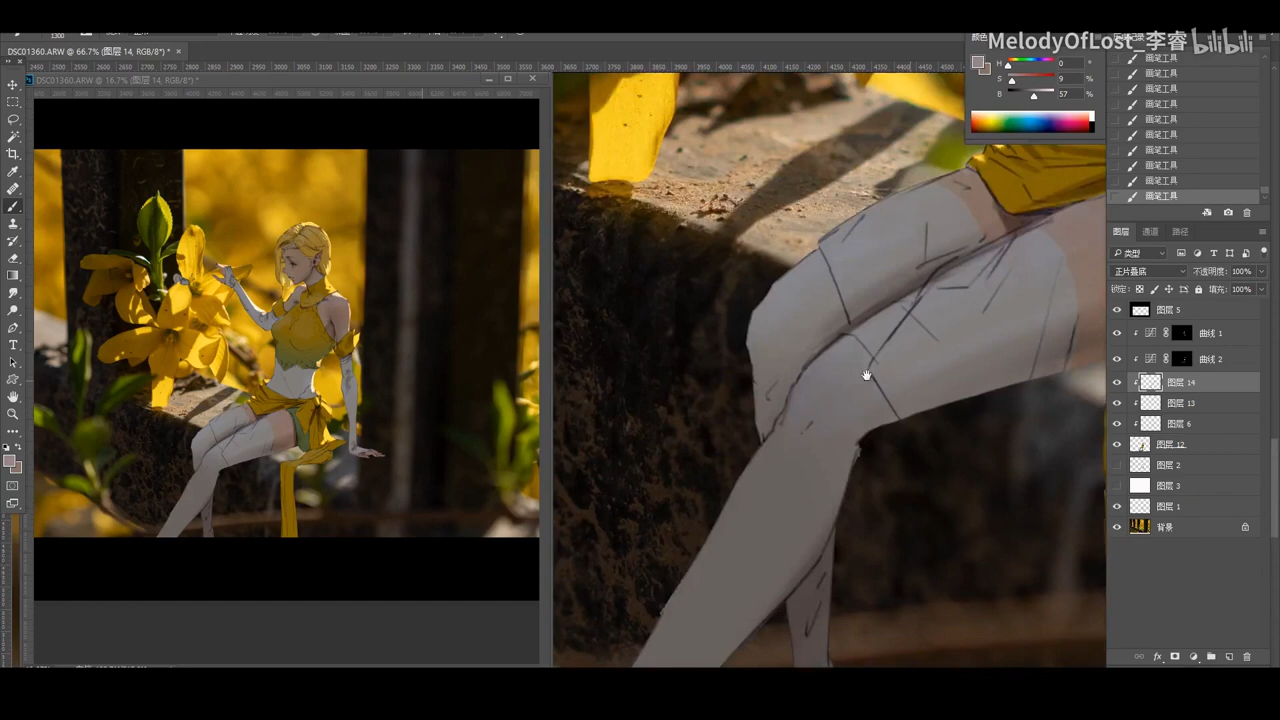 MelodyOfLost_李睿 bilibili
DSC01360.ARW @ 66.7% (图层 14, RGB/8*) *
DSC01360.ARW @ 16.7% (图层 14, RGB/8*) *
颜色
H 0 °
S 9 %
B 57 %
画笔工具
画笔工具
画笔工具
画笔工具
画笔工具
画笔工具
画笔工具
画笔工具
画笔工具
画笔工具
图层 通道 路径
类型
正片叠底 不透明度: 100%
锁定: 填充: 100%
图层 5
曲线 1
曲线 2
图层 14
图层 13
图层 6
图层 12
图层 2
图层 3
图层 1
背景